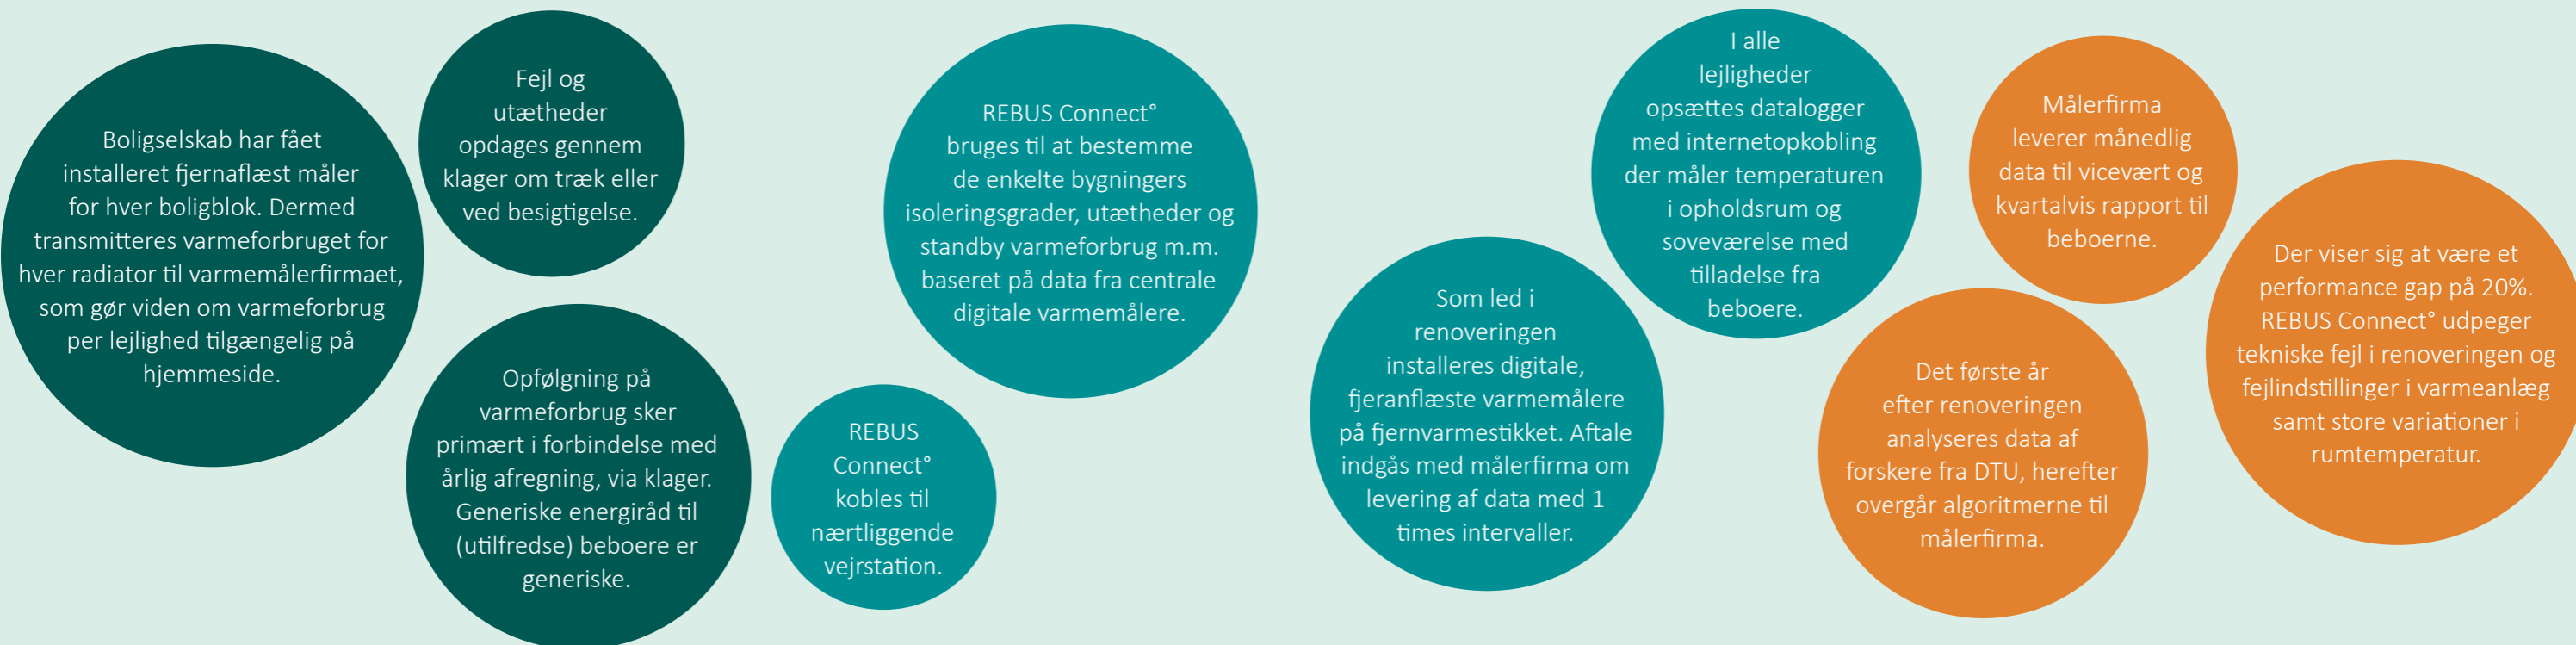 Boligselskab har fået
installeret fjernaflæst måler
for hver boligblok. Dermed
transmitteres varmeforbruget for
hver radiator til varmemålerfirmaet,
som gør viden om varmeforbrug
per lejlighed tilgængelig på
hjemmeside.
Fejl og
utætheder
opdages gennem
klager om træk eller
ved besigtigelse.
Opfølgning på
varmeforbrug sker
primært i forbindelse med
årlig afregning, via klager.
Generiske energiråd til
(utilfredse) beboere er
generiske.
REBUS
Connect°
kobles til
nærtliggende
vejrstation.
REBUS Connect°
bruges til at bestemme
de enkelte bygningers
isoleringsgrader, utætheder og
standby varmeforbrug m.m.
baseret på data fra centrale
digitale varmemålere.
Som led i
renoveringen
installeres digitale,
fjeranflæste varmemålere
på fjernvarmestikket. Aftale
indgås med målerfirma om
levering af data med 1
times intervaller.
I alle
lejligheder
opsættes datalogger
med internetopkobling
der måler temperaturen
i opholdsrum og
soveværelse med
tilladelse fra
beboere.
Målerfirma
leverer månedlig
data til vicevært og
kvartalvis rapport til
beboerne.
Det første år
efter renoveringen
analyseres data af
forskere fra DTU, herefter
overgår algoritmerne til
målerfirma.
Der viser sig at være et
performance gap på 20%.
REBUS Connect° udpeger
tekniske fejl i renoveringen og
fejlindstillinger i varmeanlæg
samt store variationer i
rumtemperatur.